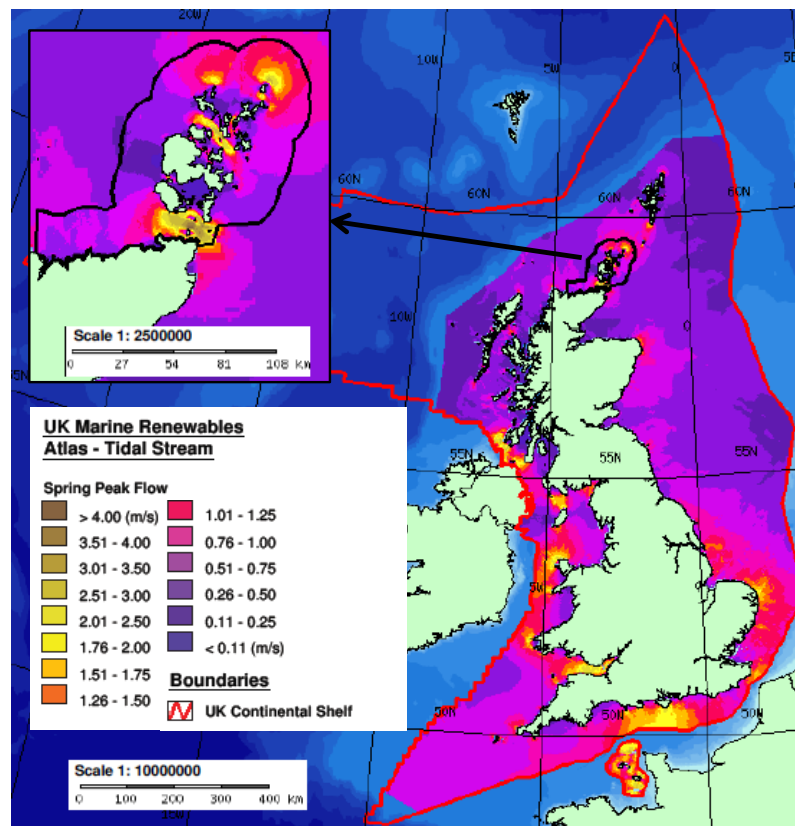 20W
10W
5W
0
5E
60N
60N
60N
60N
Scale 1: 2500000
0 27 54 81 108 km
10W
0
UK Marine Renewables
Atlas - Tidal Stream
Spring Peak Flow
> 4.00 (m/s)
3.51 - 4.00
3.01 - 3.50
2.51 - 3.00
2.01 - 2.50
1.76 - 2.00
1.51 - 1.75
1.26 - 1.50
1.01 - 1.25
0.76 - 1.00
0.51 - 0.75
0.26 - 0.50
0.11 - 0.25
< 0.11 (m/s)
Boundaries
UK Continental Shelf
55N
55N
55N
5W
50N
50N
50N
Scale 1: 10000000
0 100 200 300 400 km